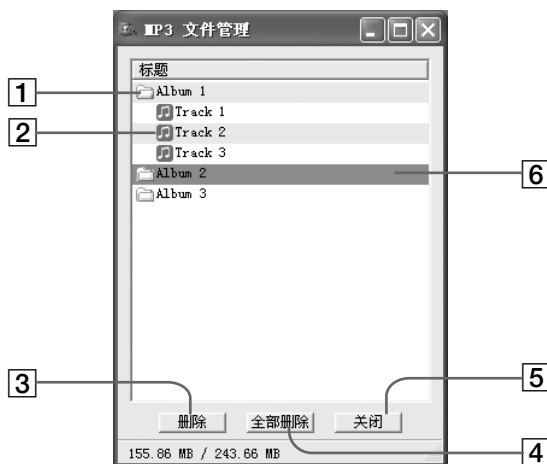 MP3 文件管理
标题
1
Album 1
Track 1
2
Track 2
Track 3
Album 2
6
Album 3
3
5
删除 全部删除 关闭
155.86 MB / 243.66 MB
4